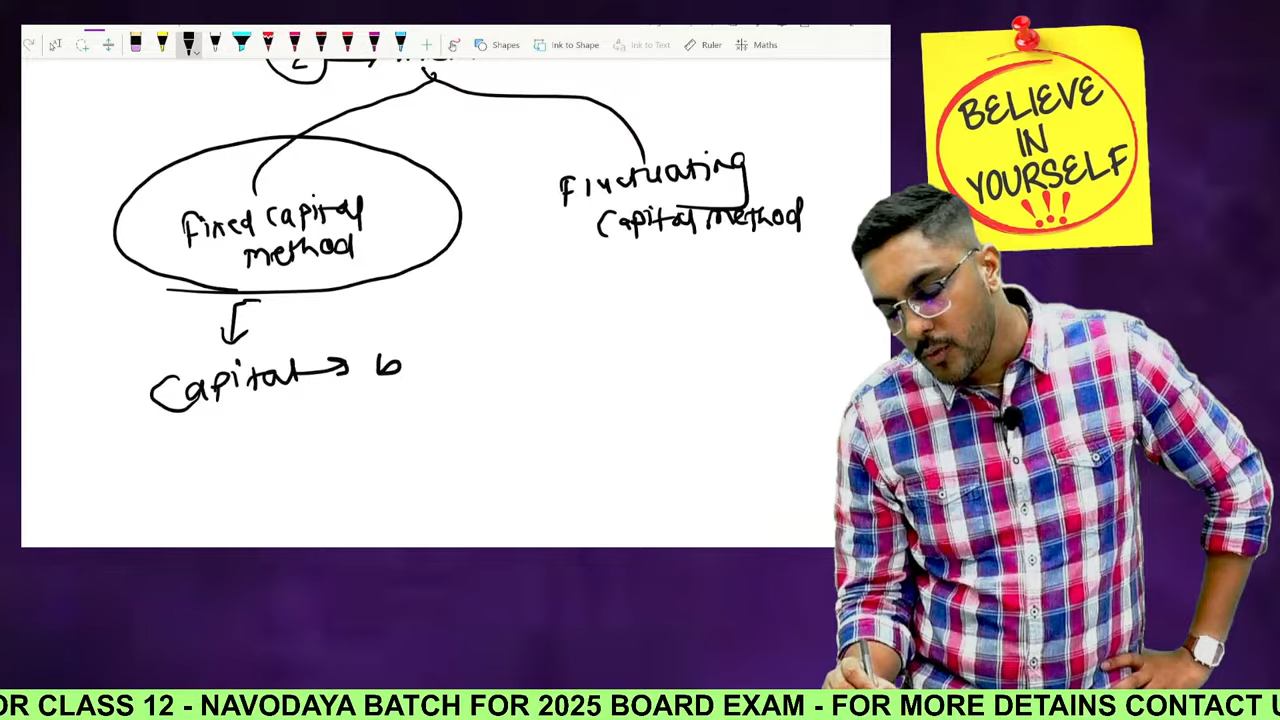 Shapes
Ink to Shape
Ink to Text
Ruler
Maths
2
Fixed Capital
method
Fluctuating
Capital method
Capital → b
BELIEVE
IN
YOURSELF
!!!
OR CLASS 12 - NAVODAYA BATCH FOR 2025 BOARD EXAM - FOR MORE DETAINS CONTACT U